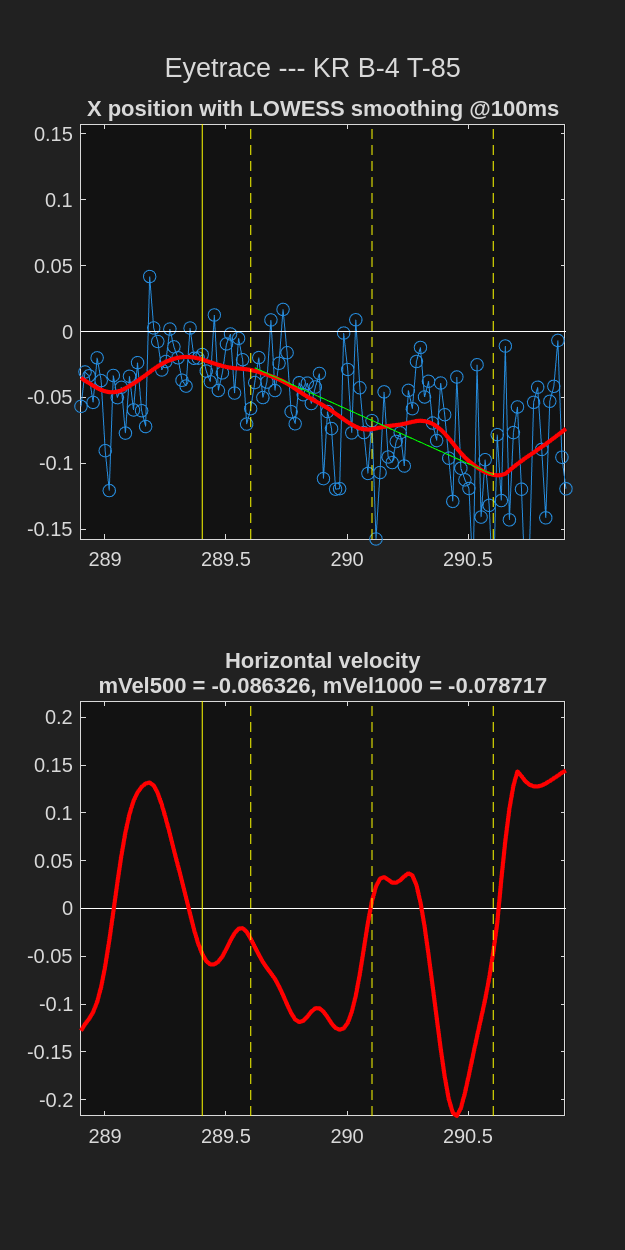 Eyetrace --- KR B-4 T-85
X position with LOWESS smoothing @100ms
0.15
0.1
0.05
0
-0.05
-0.1
-0.15
289 289.5 290 290.5
Horizontal velocity
mVel500 = -0.086326, mVel1000 = -0.078717
0.2
0.15
0.1
0.05
0
-0.05
-0.1
-0.15
-0.2
289 289.5 290 290.5